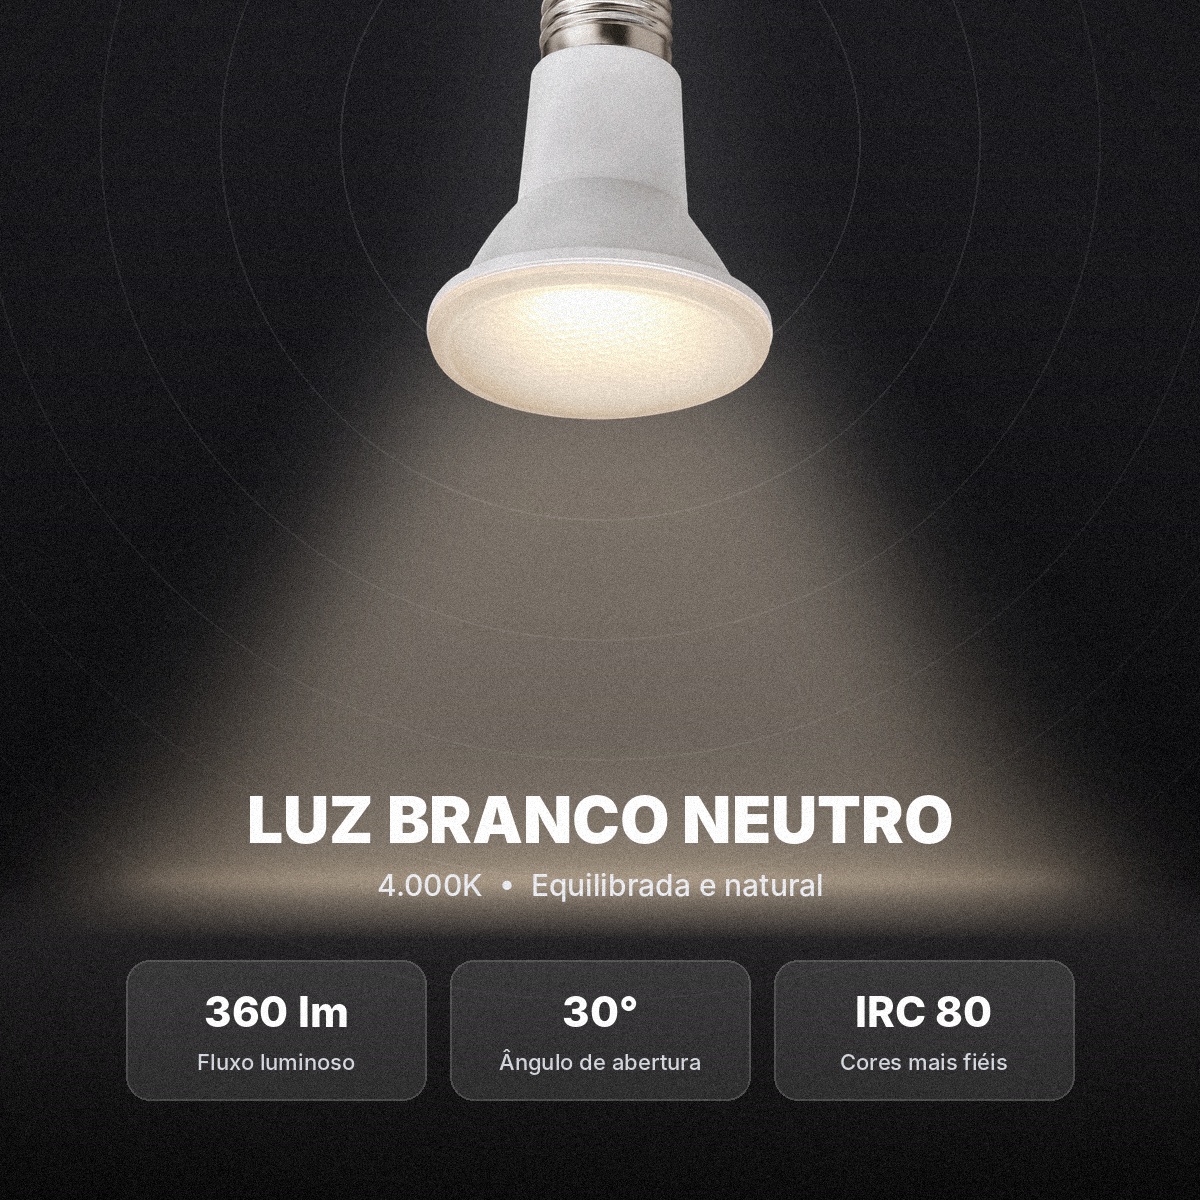 LUZ BRANCO NEUTRO
4.000K • Equilibrada e natural
360 lm
Fluxo luminoso
30°
Ângulo de abertura
IRC 80
Cores mais fiéis